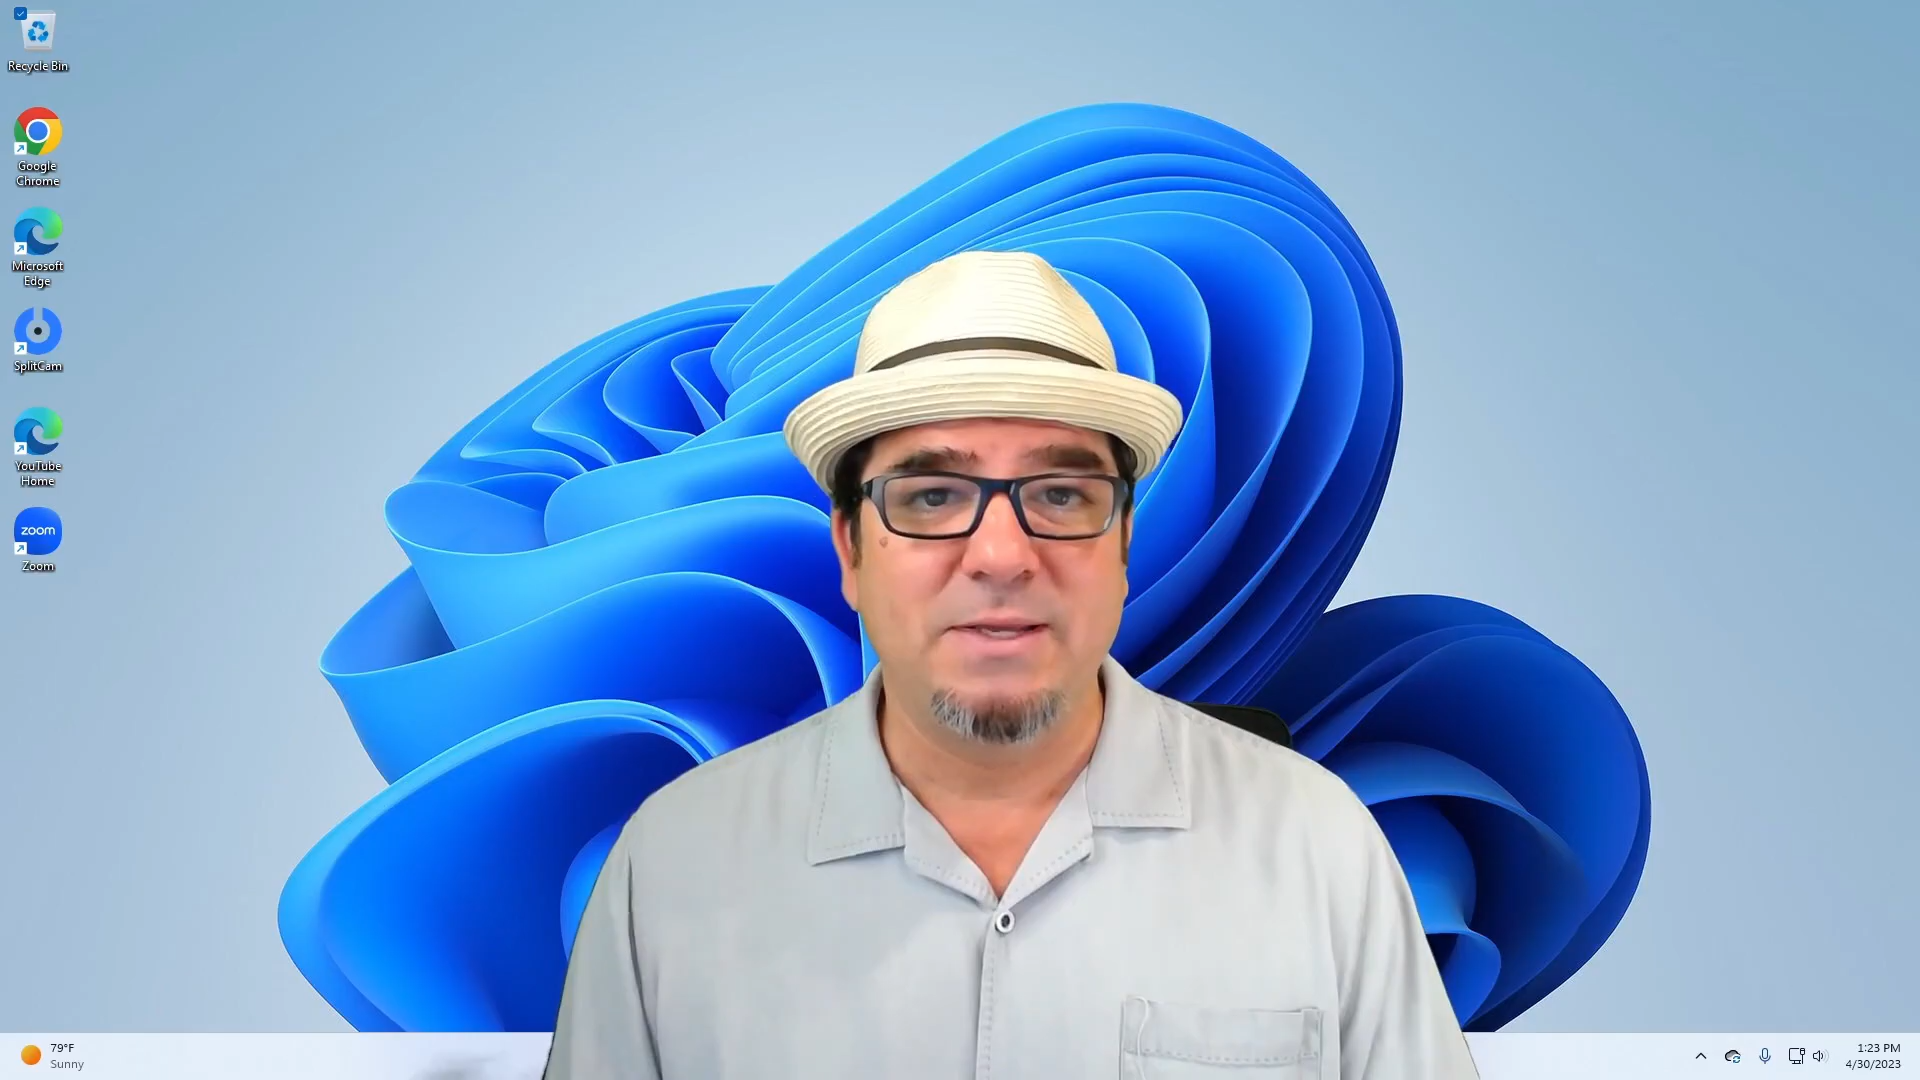 Recycle Bin
Google
Chrome
Microsoft
Edge
SplitCam
YouTube
Home
zoom
Zoom
79°F
Sunny
1:23 PM
4/30/2023